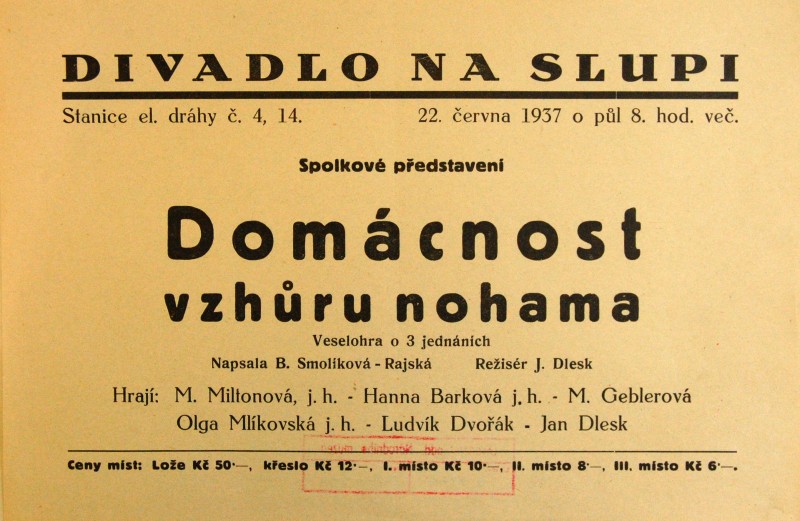 DIVADLO NA SLUPI
Stanice el. dráhy č. 4, 14. 22. června 1937 o půl 8. hod. več.
Spolkové představení
Domácnost
vzhůru nohama
Veselohra o 3 jednáních
Napsala B. Smolíková - Rajská Režisér J. Dlesk
Hrají: M. Miltonová, j. h. - Hanna Barková j. h. - M. Geblerová
Olga Mlíkovská j. h. - Ludvík Dvořák - Jan Dlesk
Ceny míst: Lože Kč 50·—, křeslo Kč 12·—, I. místo Kč 10·—, II. místo 8·—, III. místo Kč 6·—.